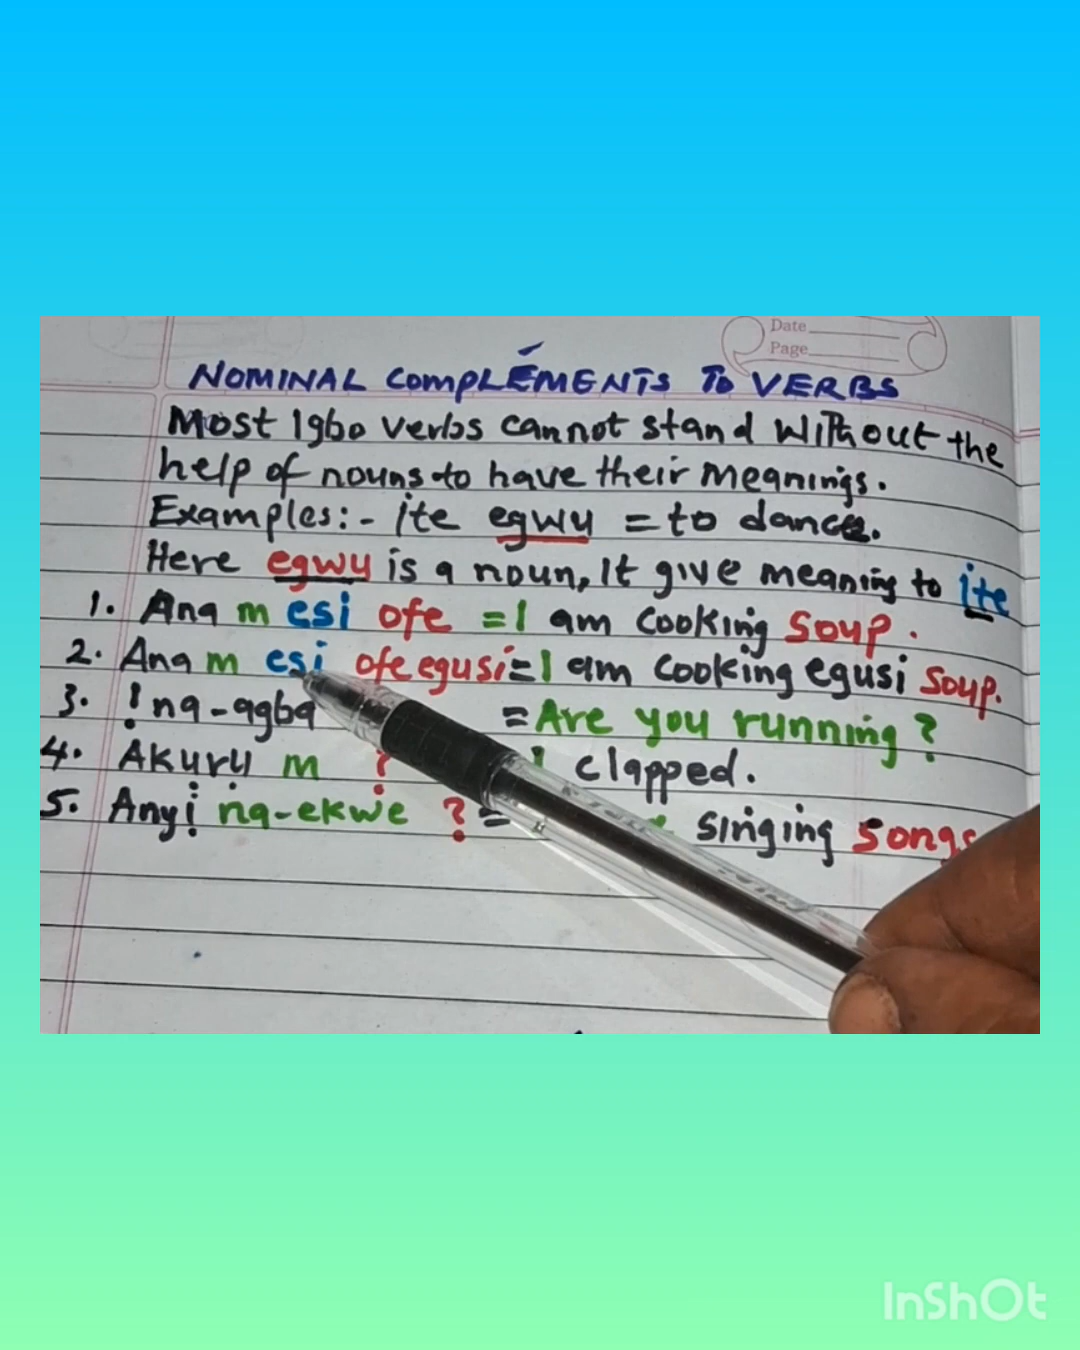 Date
Page
NOMINAL COMPLÉMENTS TO VERBS
Most Igbo verbs cannot stand without the
help of nouns to have their meanings.
Examples:- ite egwu = to dance.
Here egwu is a noun, It give meaning to ite
1. Ana m esi ofe = I am cooking soup.
2. Ana m esi ofe egusi = I am cooking egusi soup.
3. Ị na-agba = Are you running?
4. Akụrụ m ? I clapped.
5. Anyị na-ekwe ? = singing songs
InShOt